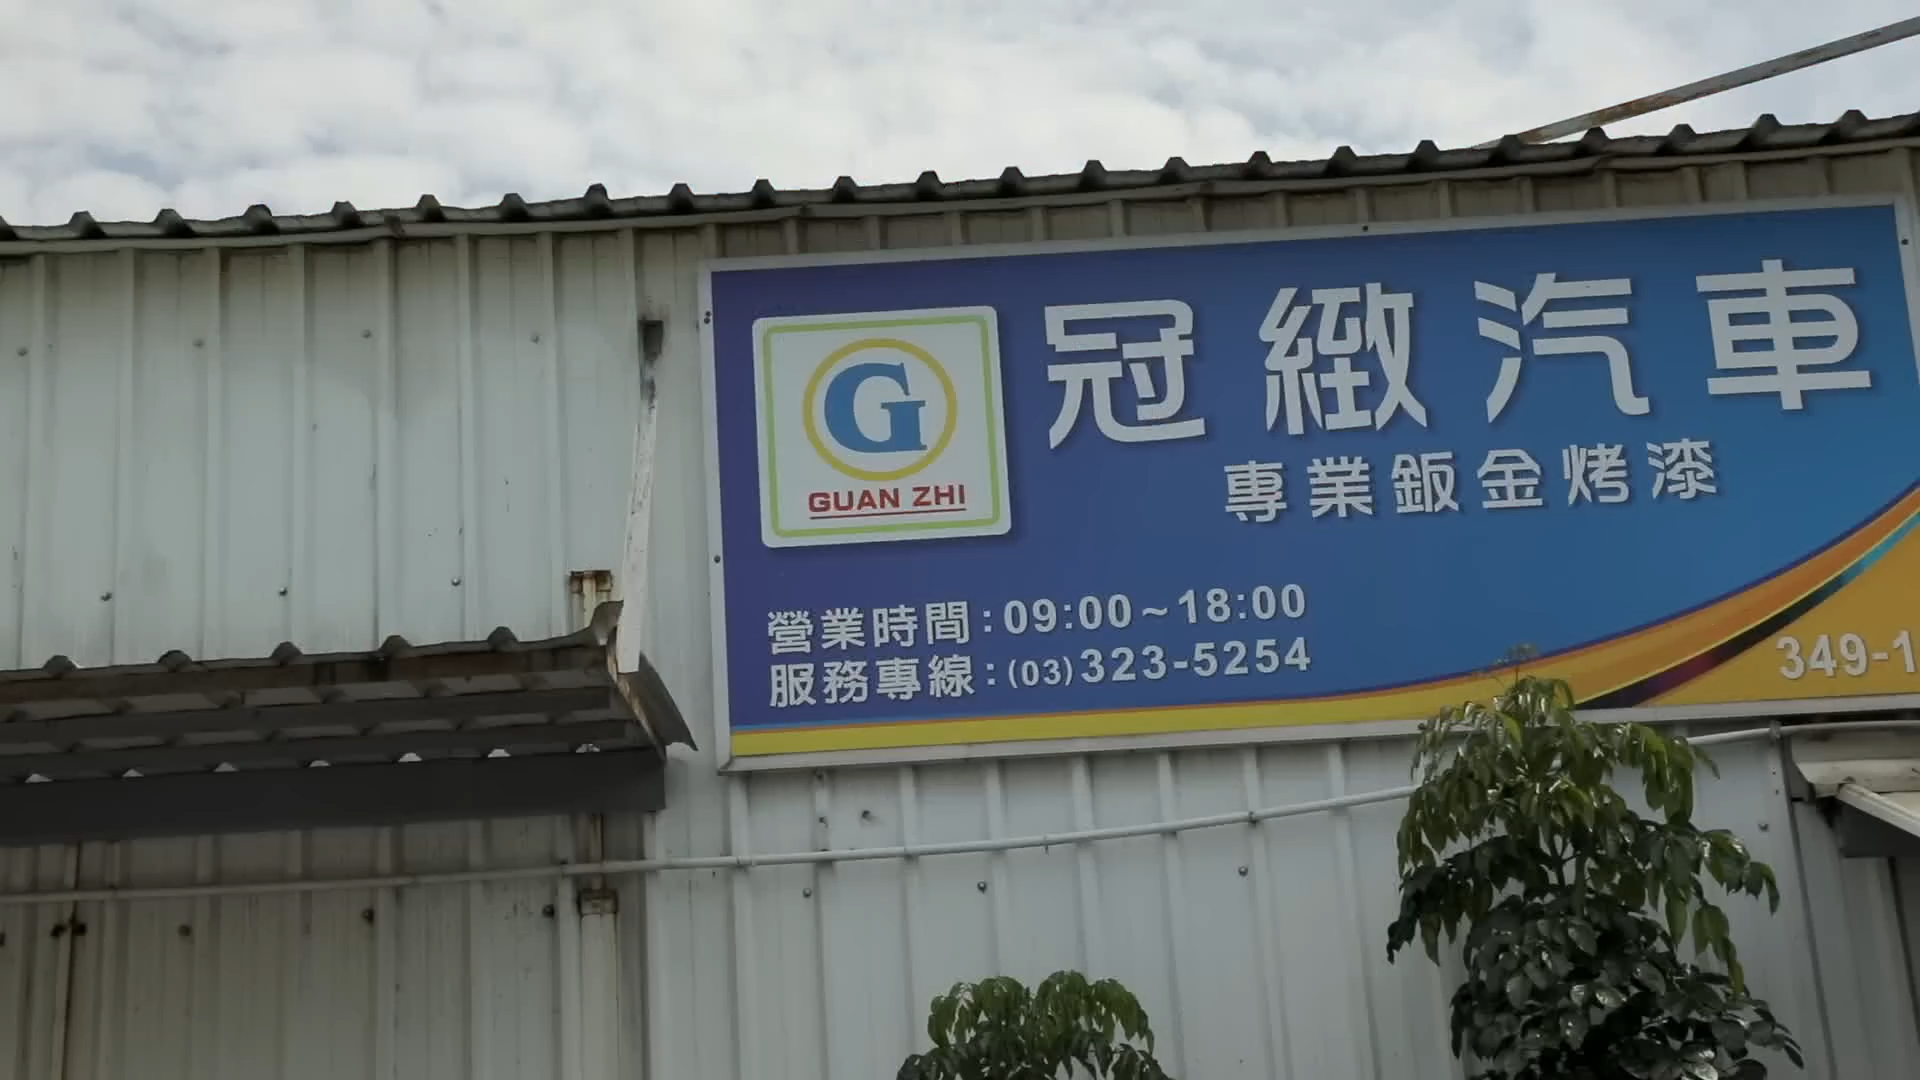 G
GUAN ZHI
冠緻汽車
專業鈑金烤漆
營業時間：09:00~18:00
服務專線：(03)323-5254
349-1